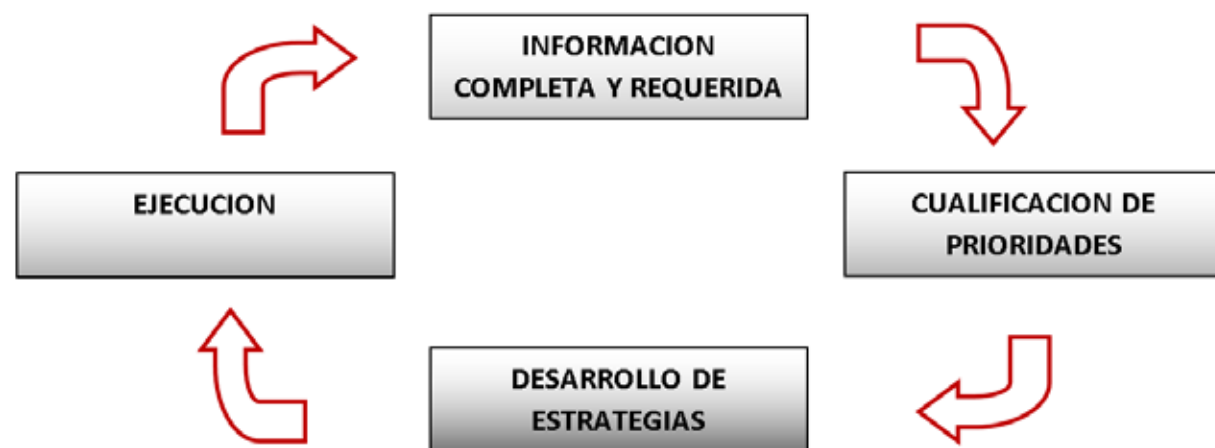 INFORMACION
COMPLETA Y REQUERIDA
EJECUCION
CUALIFICACION DE
PRIORIDADES
DESARROLLO DE
ESTRATEGIAS